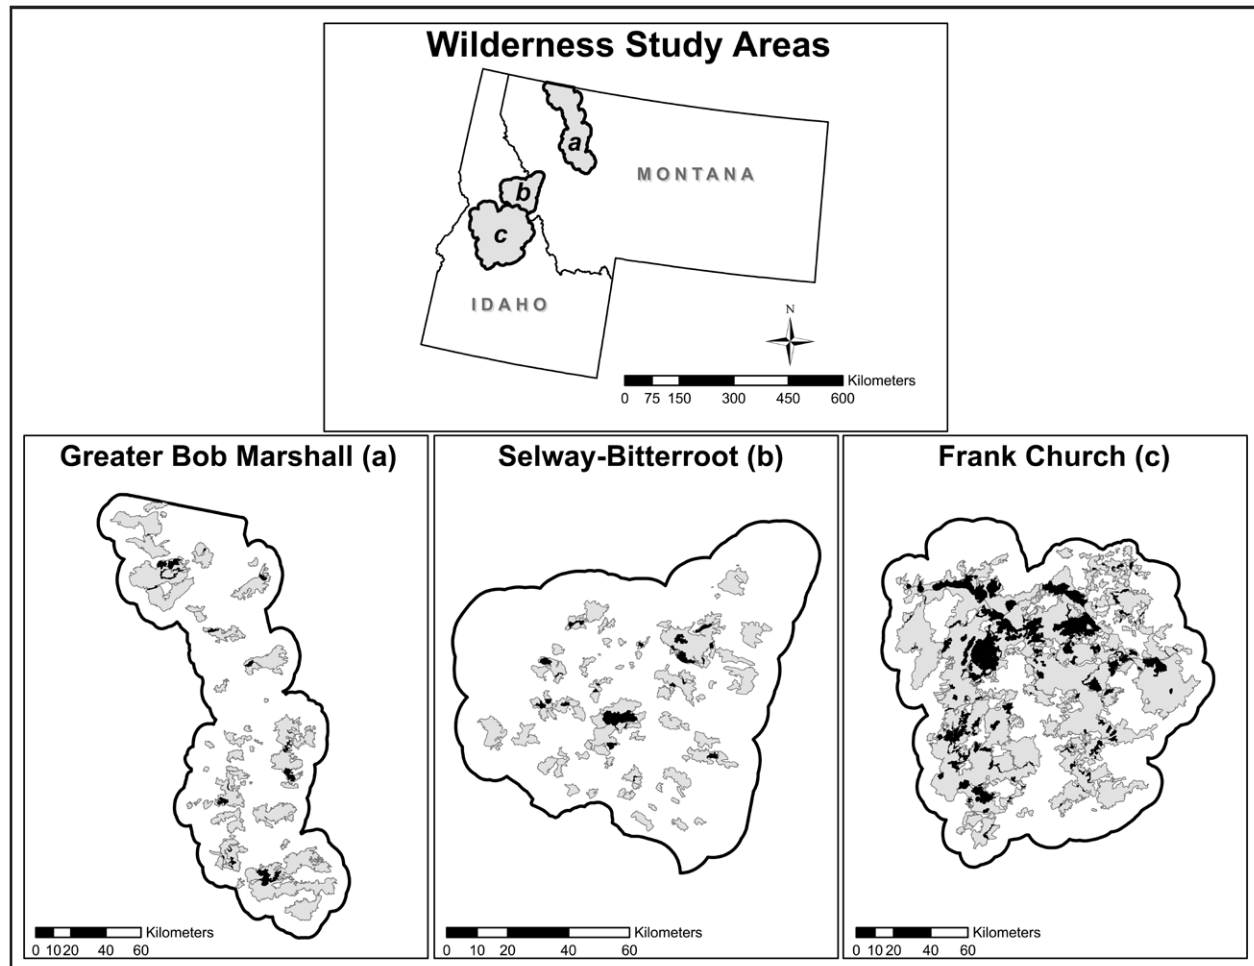 Wilderness Study Areas
a
MONTANA
b
c
IDAHO
N
Kilometers
0 75 150 300 450 600
Greater Bob Marshall (a)
Kilometers
0 10 20 40 60
Selway-Bitterroot (b)
Kilometers
0 10 20 40 60
Frank Church (c)
Kilometers
0 10 20 40 60